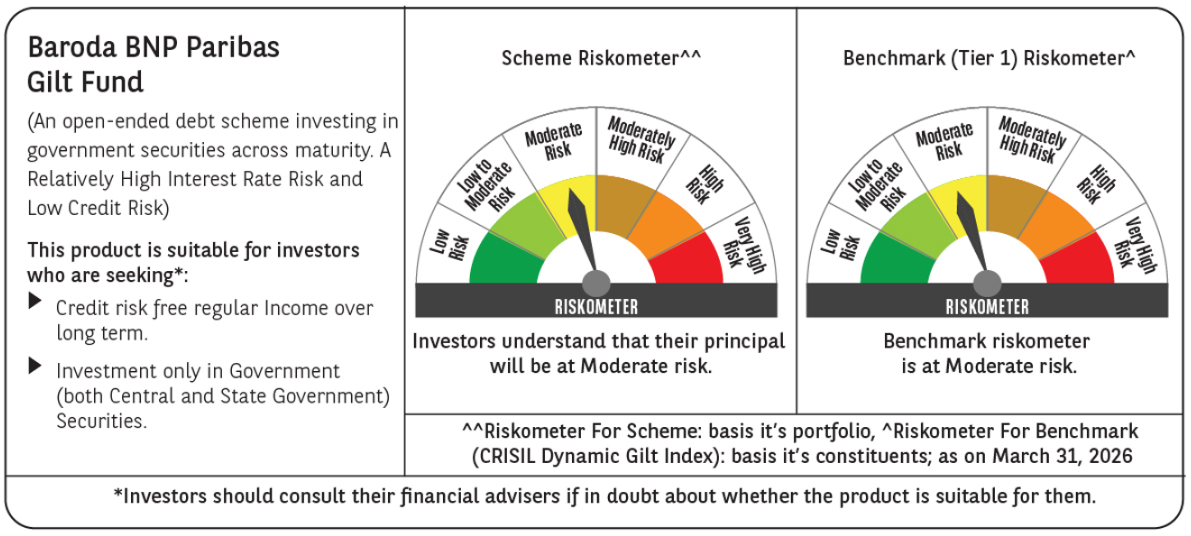 Baroda BNP Paribas
Gilt Fund
(An open-ended debt scheme investing in
government securities across maturity. A
Relatively High Interest Rate Risk and
Low Credit Risk)
This product is suitable for investors
who are seeking*:
Credit risk free regular Income over
long term.
Investment only in Government
(both Central and State Government)
Securities.
Scheme Riskometer^^
Low
Risk
Low to
Moderate
Risk
Moderate
Risk
Moderately
High Risk
High
Risk
Very High
Risk
RISKOMETER
Investors understand that their principal
will be at Moderate risk.
Benchmark (Tier 1) Riskometer^
Low
Risk
Low to
Moderate
Risk
Moderate
Risk
Moderately
High Risk
High
Risk
Very High
Risk
RISKOMETER
Benchmark riskometer
is at Moderate risk.
^^Riskometer For Scheme: basis it's portfolio, ^Riskometer For Benchmark
(CRISIL Dynamic Gilt Index): basis it's constituents; as on March 31, 2026
*Investors should consult their financial advisers if in doubt about whether the product is suitable for them.